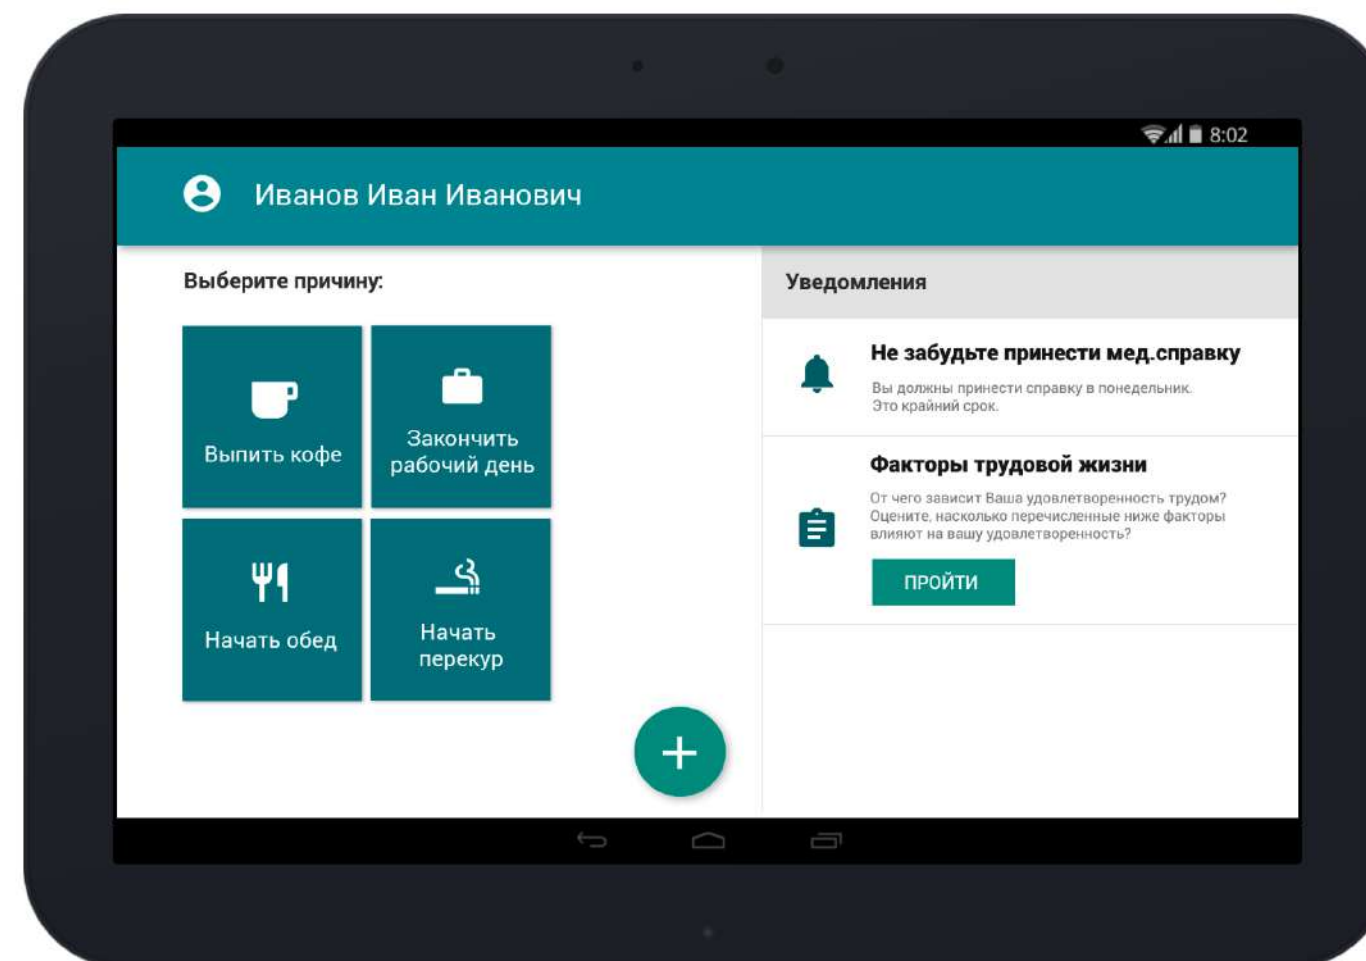 8:02
Иванов Иван Иванович
Выберите причину:
Выпить кофе
Закончить
рабочий день
Начать обед
Начать
перекур
Уведомления
Не забудьте принести мед.справку
Вы должны принести справку в понедельник.
Это крайний срок.
Факторы трудовой жизни
От чего зависит Ваша удовлетворенность трудом?
Оцените, насколько перечисленные ниже факторы
влияют на вашу удовлетворенность?
ПРОЙТИ